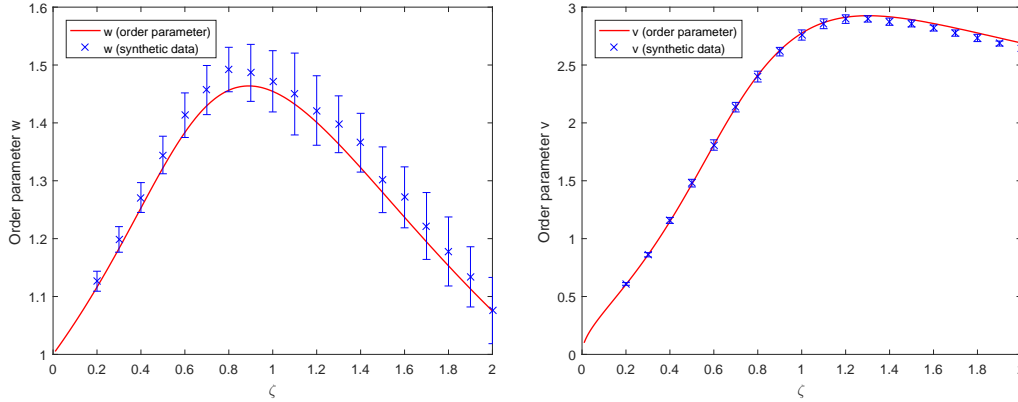 1.6
1.5
1.4
1.3
1.2
1.1
1
Order parameter w
w (order parameter)
w (synthetic data)
0 0.2 0.4 0.6 0.8 1 1.2 1.4 1.6 1.8 2
ζ
3
2.5
2
1.5
1
0.5
0
Order parameter v
v (order parameter)
v (synthetic data)
0 0.2 0.4 0.6 0.8 1 1.2 1.4 1.6 1.8
ζ